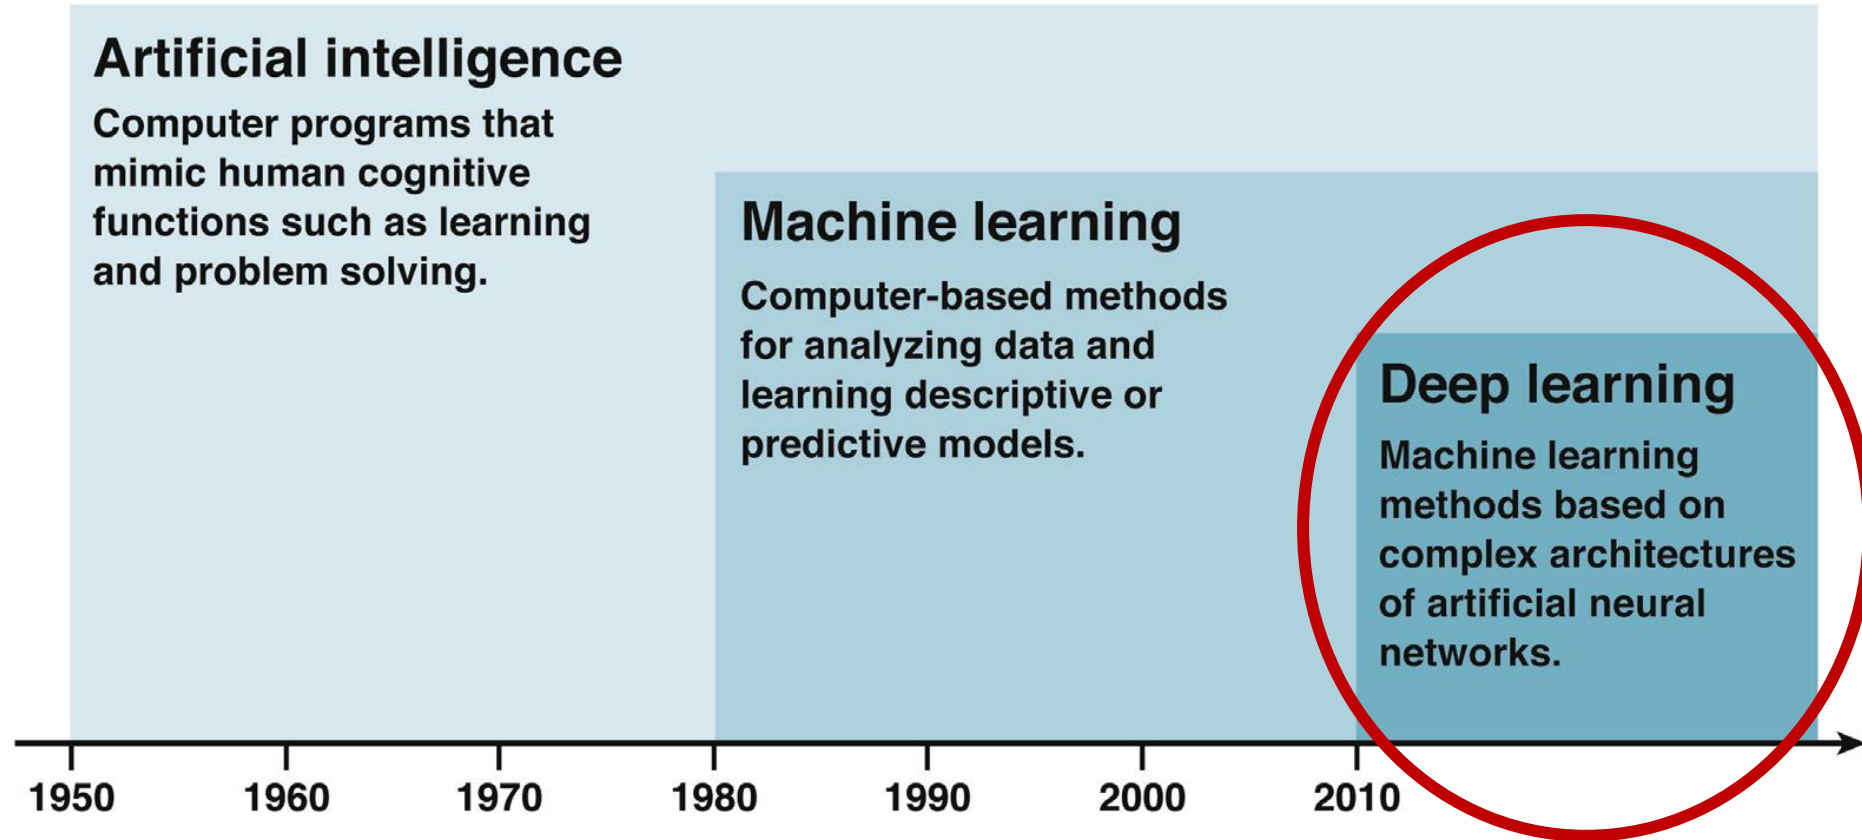 Artificial intelligence
Computer programs that
mimic human cognitive
functions such as learning
and problem solving.
Machine learning
Computer-based methods
for analyzing data and
learning descriptive or
predictive models.
Deep learning
Machine learning
methods based on
complex architectures
of artificial neural
networks.
1950 1960 1970 1980 1990 2000 2010